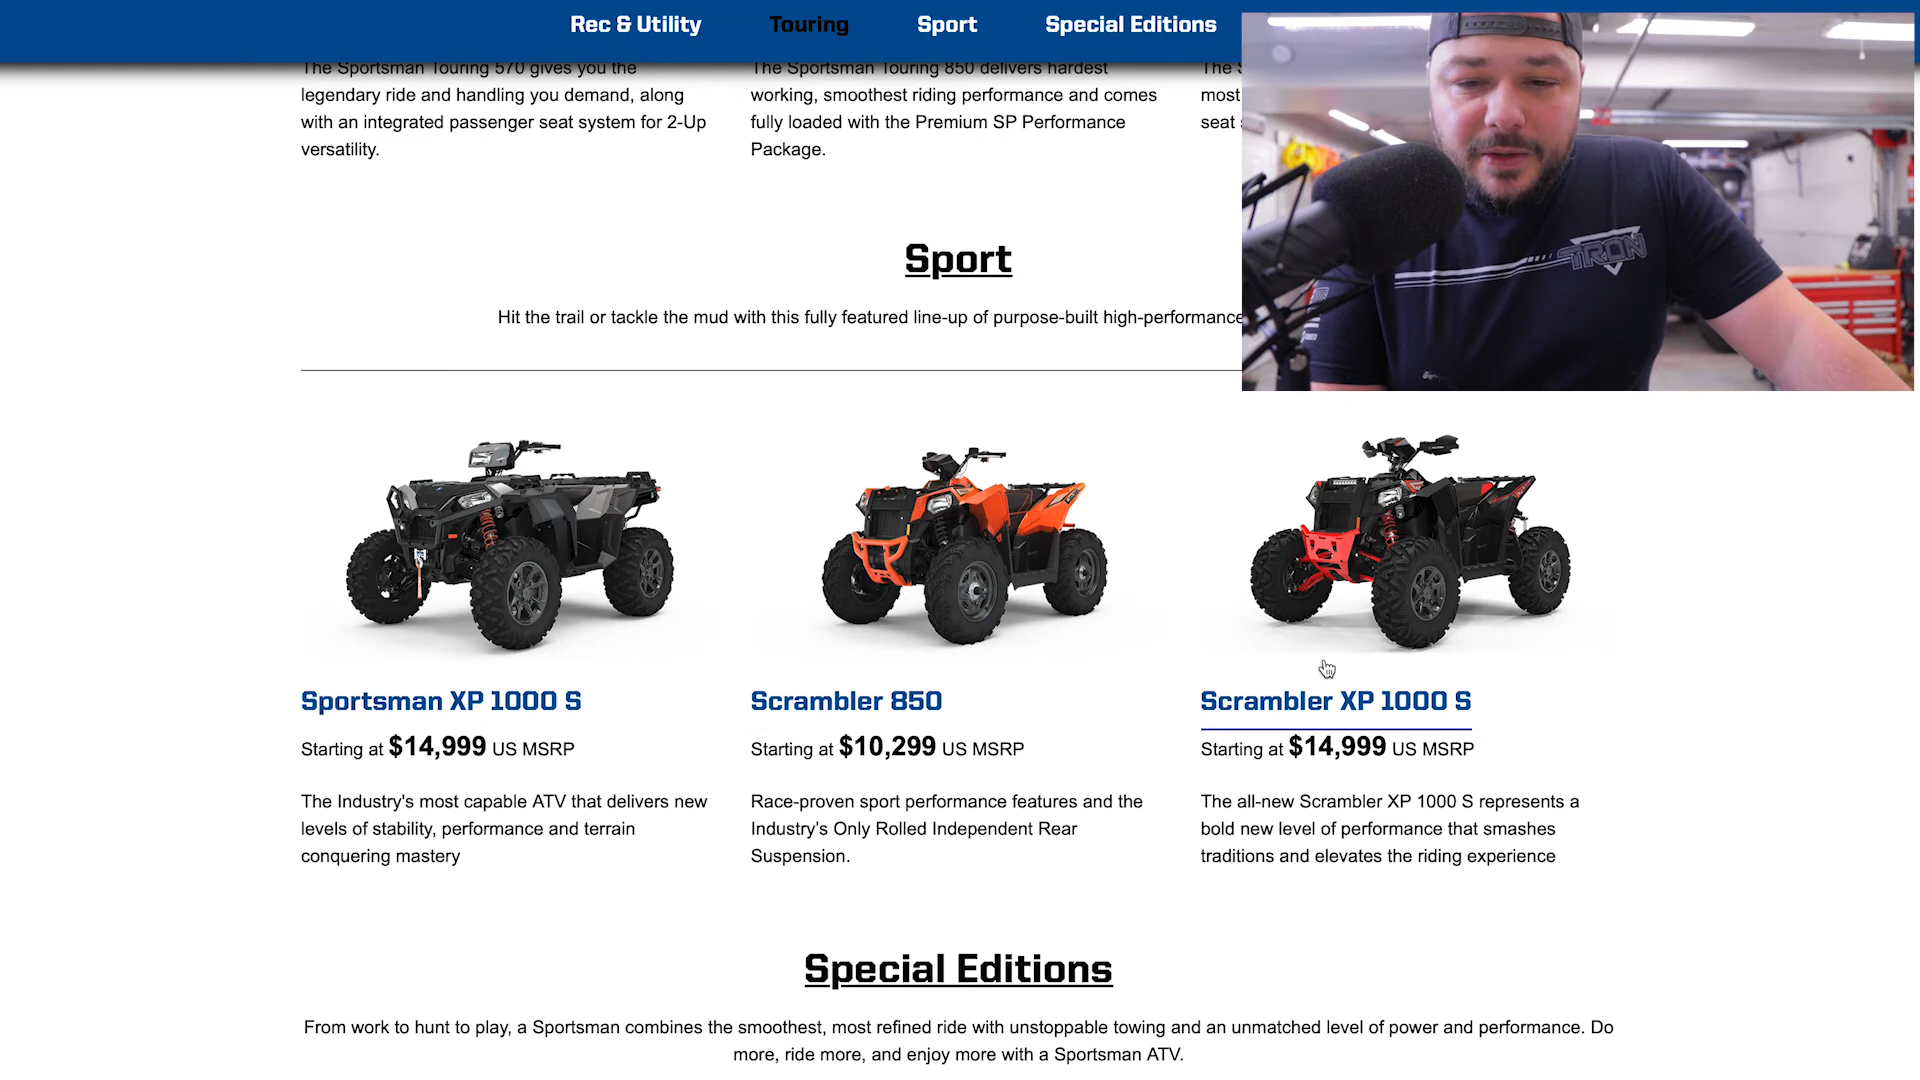 Rec & Utility
Touring
Sport
Special Editions
The Sportsman Touring 570 gives you the
legendary ride and handling you demand, along
with an integrated passenger seat system for 2-Up
versatility.
The Sportsman Touring 850 delivers hardest
working, smoothest riding performance and comes
fully loaded with the Premium SP Performance
Package.
The
most
seat
TRON
Sport
Hit the trail or tackle the mud with this fully featured line-up of purpose-built high-performance
Sportsman XP 1000 S
Starting at $14,999 US MSRP
The Industry's most capable ATV that delivers new
levels of stability, performance and terrain
conquering mastery
Scrambler 850
Starting at $10,299 US MSRP
Race-proven sport performance features and the
Industry's Only Rolled Independent Rear
Suspension.
Scrambler XP 1000 S
Starting at $14,999 US MSRP
The all-new Scrambler XP 1000 S represents a
bold new level of performance that smashes
traditions and elevates the riding experience
Special Editions
From work to hunt to play, a Sportsman combines the smoothest, most refined ride with unstoppable towing and an unmatched level of power and performance. Do
more, ride more, and enjoy more with a Sportsman ATV.